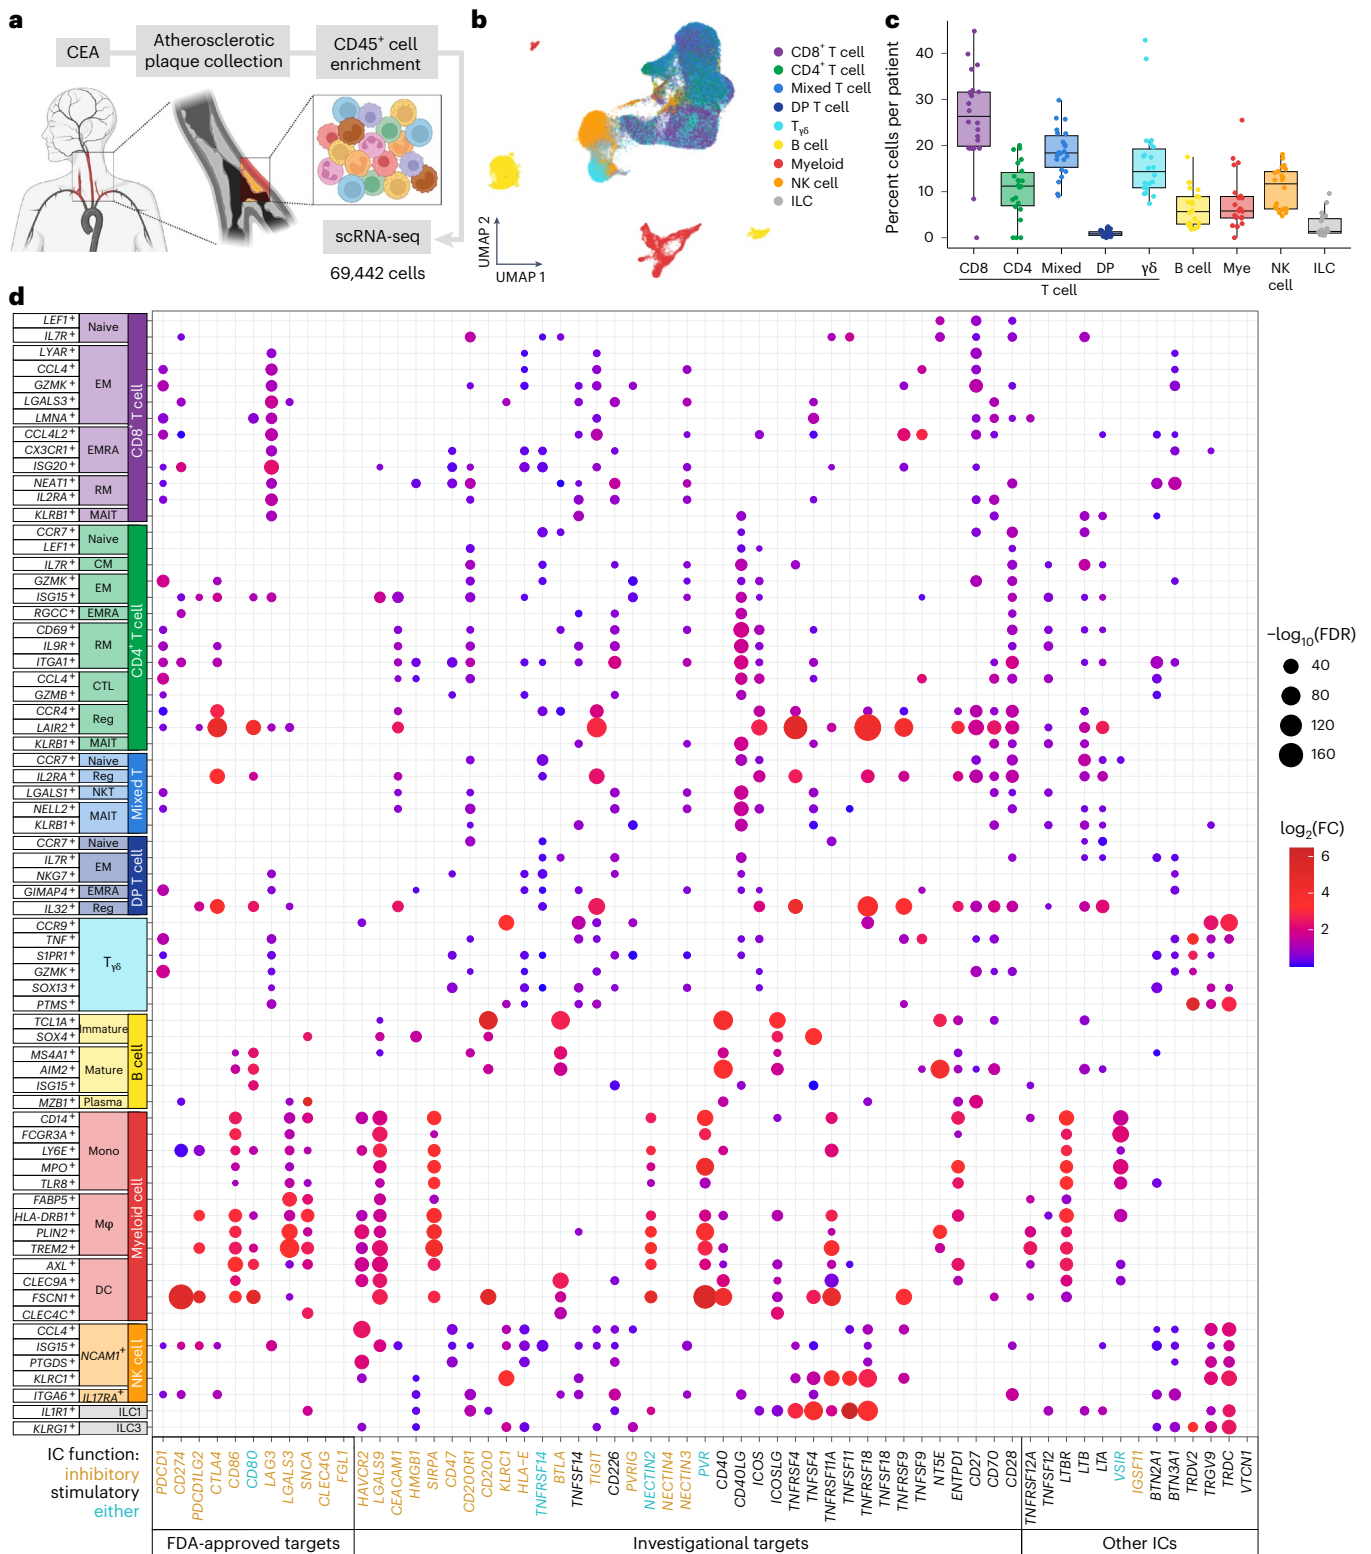 a
CEA
Atherosclerotic
plaque collection
CD45+ cell
enrichment
scRNA-seq
69,442 cells
b
UMAP 2
UMAP 1
CD8+ T cell
CD4+ T cell
Mixed T cell
DP T cell
Tγδ
B cell
Myeloid
NK cell
ILC
c
Percent cells per patient
40
30
20
10
0
CD8
CD4
Mixed
DP
γδ
B cell
Mye
NK
cell
ILC
T cell
d
CD8+ T cell
LEF1+
Naive
IL7R+
LYAR+
CCL4+
EM
GZMK+
LGALS3+
LMNA+
CCL4L2+
CX3CR1+
EMRA
ISG20+
NEAT1+
RM
IL2RA+
KLRB1+
MAIT
CD4+ T cell
CCR7+
Naive
LEF1+
IL7R+
CM
GZMK+
EM
ISG15+
RGCC+
EMRA
CD69+
IL9R+
RM
ITGA1+
CCL4+
CTL
GZMB+
CCR4+
Reg
LAIR2+
KLRB1+
MAIT
Mixed T
CCR7+
Naive
IL2RA+
Reg
LGALS1+
NKT
NELL2+
MAIT
KLRB1+
DP T cell
CCR7+
Naive
IL7R+
EM
NKG7+
GIMAP4+
EMRA
IL32+
Reg
CCR9+
TNF+
S1PR1+
Tγδ
GZMK+
SOX13+
PTMS+
B cell
TCL1A+
Immature
SOX4+
MS4A1+
AIM2+
Mature
ISG15+
MZB1+
Plasma
Myeloid cell
CD14+
FCGR3A+
LY6E+
Mono
MPO+
TLR8+
FABP5+
HLA-DRB1+
Mφ
PLIN2+
TREM2+
AXL+
CLEC9A+
DC
FSCN1+
CLEC4C+
NK cell
CCL4+
ISG15+
NCAM1+
PTGDS+
KLRC1+
ITGA6+
IL17RA+
IL1R1+
ILC1
KLRG1+
ILC3
−log10(FDR)
40
80
120
160
log2(FC)
6
4
2
IC function:
inhibitory
stimulatory
either
PDCD1
CD274
PDCD1LG2
CTLA4
CD86
CD80
LAG3
LGALS3
SNCA
CLEC4G
FGL1
HAVCR2
LGALS9
CEACAM1
HMGB1
SIRPA
CD47
CD200R1
CD200
KLRC1
HLA-E
TNFRSF14
BTLA
TNFSF14
TIGIT
CD226
PVRIG
NECTIN2
NECTIN4
NECTIN3
PVR
CD40
CD40LG
ICOS
ICOSLG
TNFRSF4
TNFSF4
TNFRSF11A
TNFSF11
TNFRSF18
TNFSF18
TNFRSF9
TNFSF9
NT5E
ENTPD1
CD27
CD70
CD28
TNFRSF12A
TNFSF12
LTBR
LTB
LTA
VSIR
IGSF11
BTN2A1
BTN3A1
TRDV2
TRGV9
TRDC
VTCN1
FDA-approved targets
Investigational targets
Other ICs